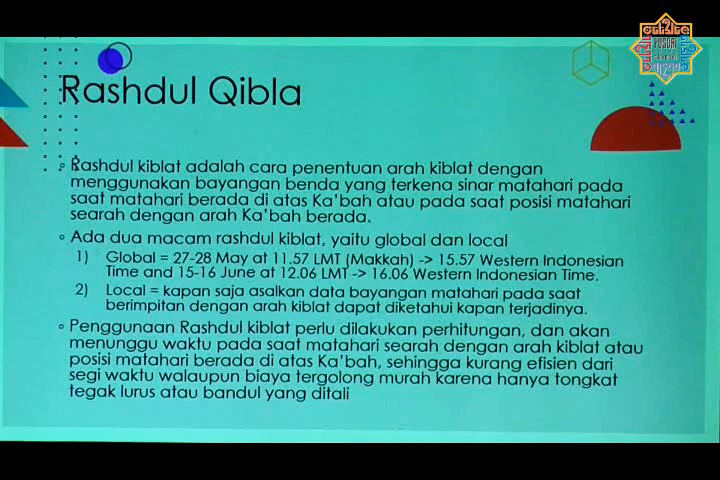 Rashdul Qibla
Rashdul kiblat adalah cara penentuan arah kiblat dengan
menggunakan bayangan benda yang terkena sinar matahari pada
saat matahari berada di atas Ka'bah atau pada saat posisi matahari
searah dengan arah Ka'bah berada.
Ada dua macam rashdul kiblat, yaitu global dan local
1) Global = 27-28 May at 11.57 LMT (Makkah) -> 15.57 Western Indonesian
Time and 15-16 June at 12.06 LMT -> 16.06 Western Indonesian Time.
2) Local = kapan saja asalkan data bayangan matahari pada saat
berimpitan dengan arah kiblat dapat diketahui kapan terjadinya.
Penggunaan Rashdul kiblat perlu dilakukan perhitungan, dan akan
menunggu waktu pada saat matahari searah dengan arah kiblat atau
posisi matahari berada di atas Ka'bah, sehingga kurang efisien dari
segi waktu walaupun biaya tergolong murah karena hanya tongkat
tegak lurus atau bandul yang ditali